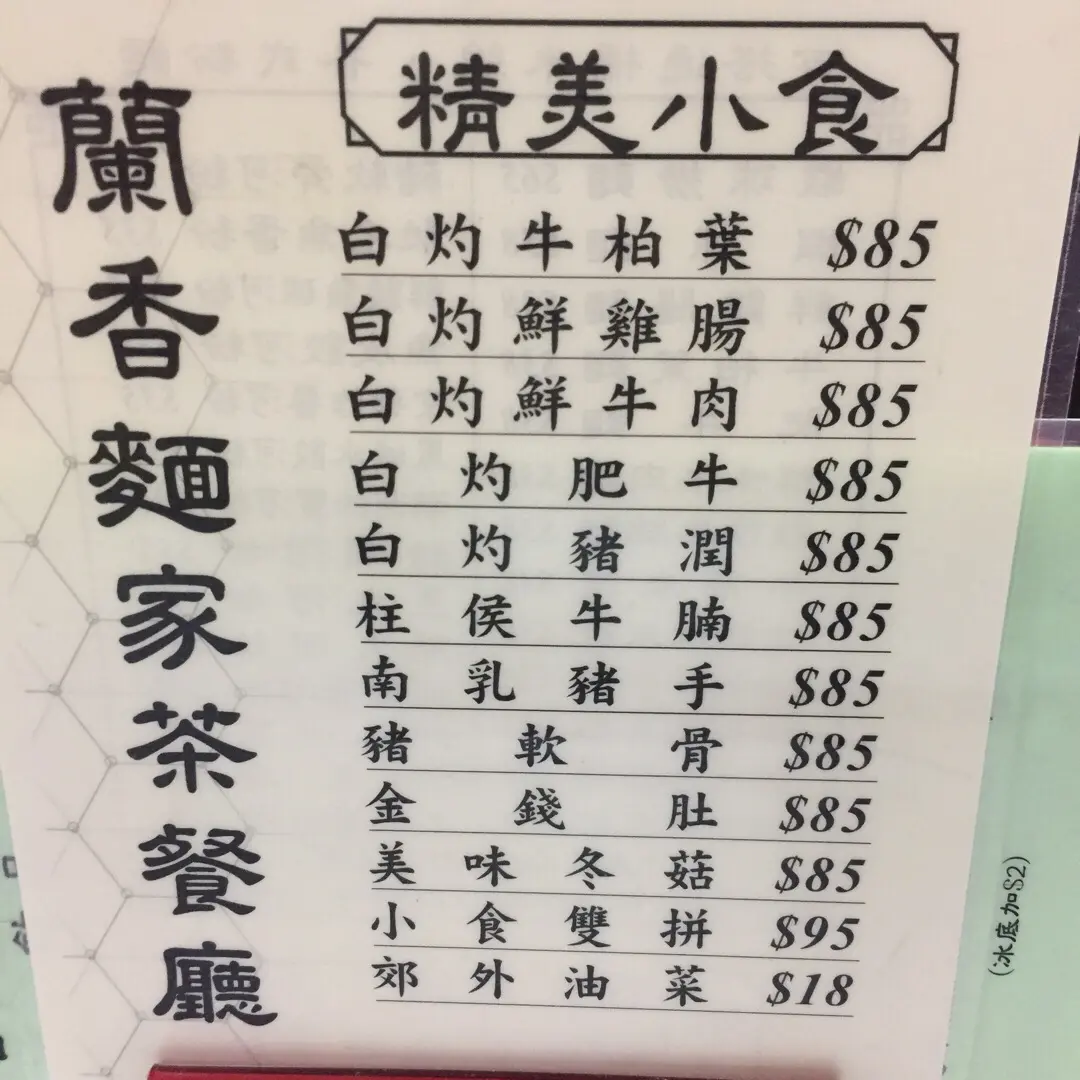 蘭香麵家茶餐廳
精美小食
白灼牛柏葉 $85
白灼鮮雞腸 $85
白灼鮮牛肉 $85
白灼肥牛 $85
白灼豬潤 $85
柱侯牛腩 $85
南乳豬手 $85
豬軟骨 $85
金錢肚 $85
美味冬菇 $85
小食雙拼 $95
郊外油菜 $18
(冰底加$2)